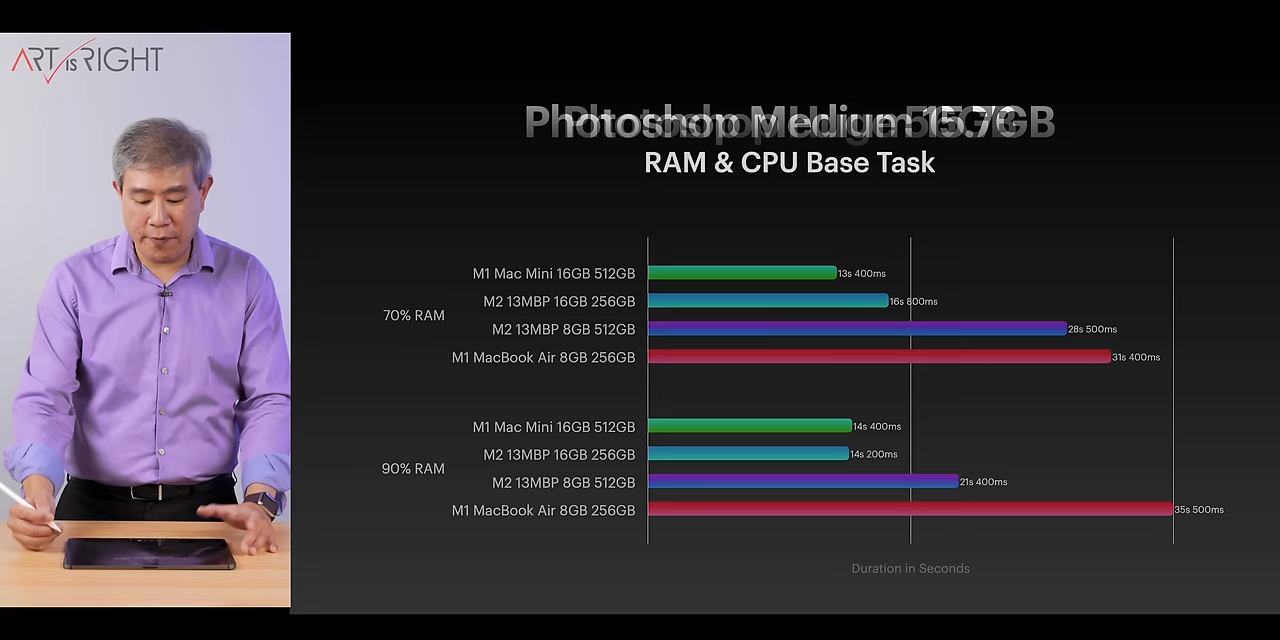 ART IS RIGHT
RAM & CPU Base Task
70% RAM
M1 Mac Mini 16GB 512GB
13s 400ms
M2 13MBP 16GB 256GB
16s 800ms
M2 13MBP 8GB 512GB
28s 500ms
M1 MacBook Air 8GB 256GB
31s 400ms
90% RAM
M1 Mac Mini 16GB 512GB
14s 400ms
M2 13MBP 16GB 256GB
14s 200ms
M2 13MBP 8GB 512GB
21s 400ms
M1 MacBook Air 8GB 256GB
35s 500ms
Duration in Seconds